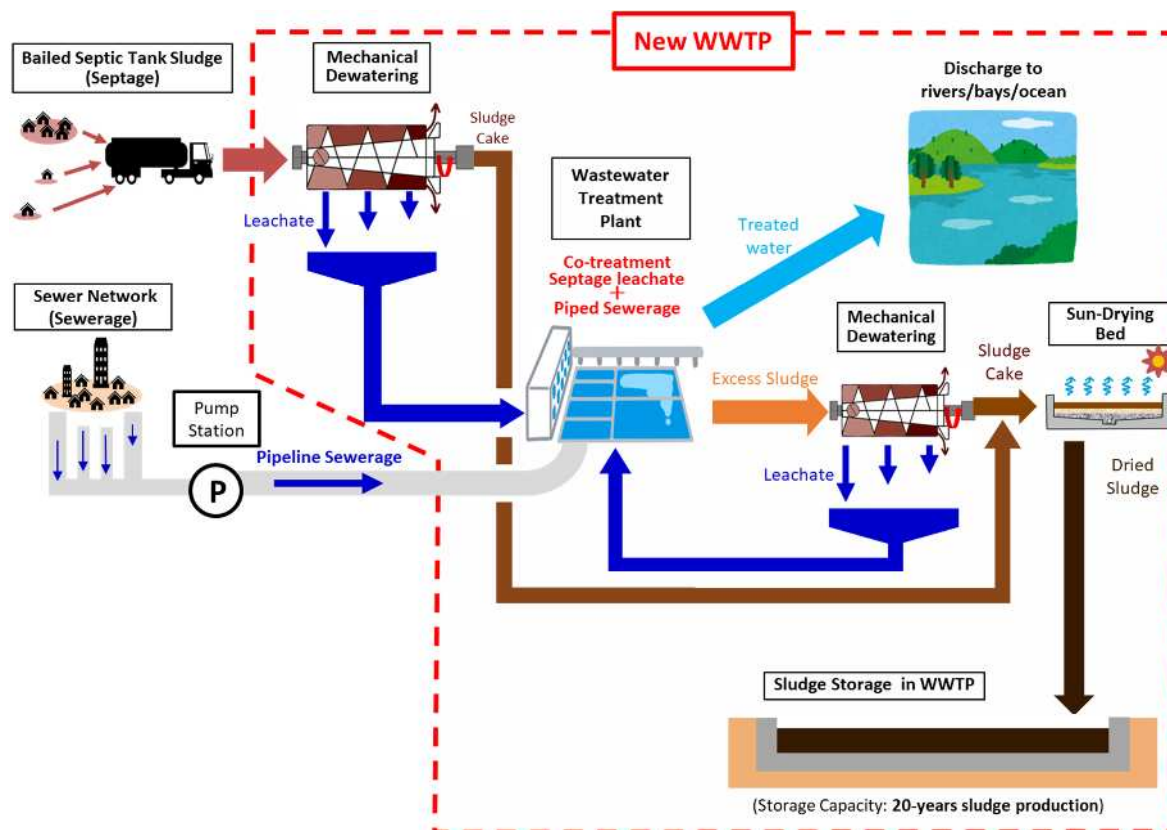 New WWTP
Bailed Septic Tank Sludge
(Septage)
Mechanical
Dewatering
Sludge
Cake
Discharge to
rivers/bays/ocean
Leachate
Wastewater
Treatment
Plant
Treated
water
Co-treatment
Septage leachate
+
Piped Sewerage
Sewer Network
(Sewerage)
Mechanical
Dewatering
Sun-Drying
Bed
Sludge
Cake
Excess Sludge
Pump
Station
Pipeline Sewerage
P
Leachate
Dried
Sludge
Sludge Storage in WWTP
(Storage Capacity: 20-years sludge production)